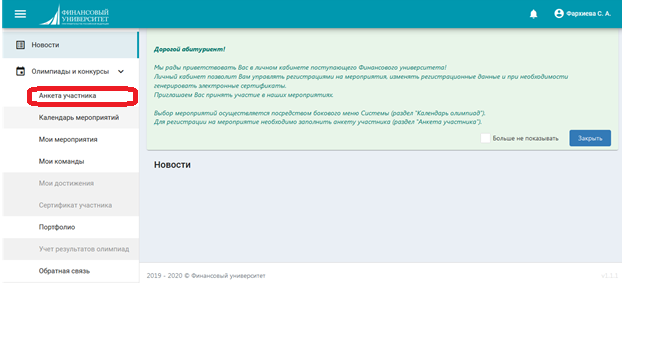 ФИНАНСОВЫЙ
УНИВЕРСИТЕТ
Фархиева С. А.
Новости
Олимпиады и конкурсы
Анкета участника
Календарь мероприятий
Мои мероприятия
Мои команды
Мои достижения
Сертификат участника
Портфолио
Учет результатов олимпиад
Обратная связь
Дорогой абитуриент!
Мы рады приветствовать Вас в личном кабинете поступающего Финансового университета!
Личный кабинет позволит Вам управлять регистрациями на мероприятия, изменять регистрационные данные и при необходимости
генерировать электронные сертификаты.
Приглашаем Вас принять участие в наших мероприятиях.
Выбор мероприятий осуществляется посредством бокового меню Системы (раздел "Календарь олимпиад").
Для регистрации на мероприятие необходимо заполнить анкету участника (раздел "Анкета участника").
Больше не показывать
Закрыть
Новости
2019 - 2020 © Финансовый университет